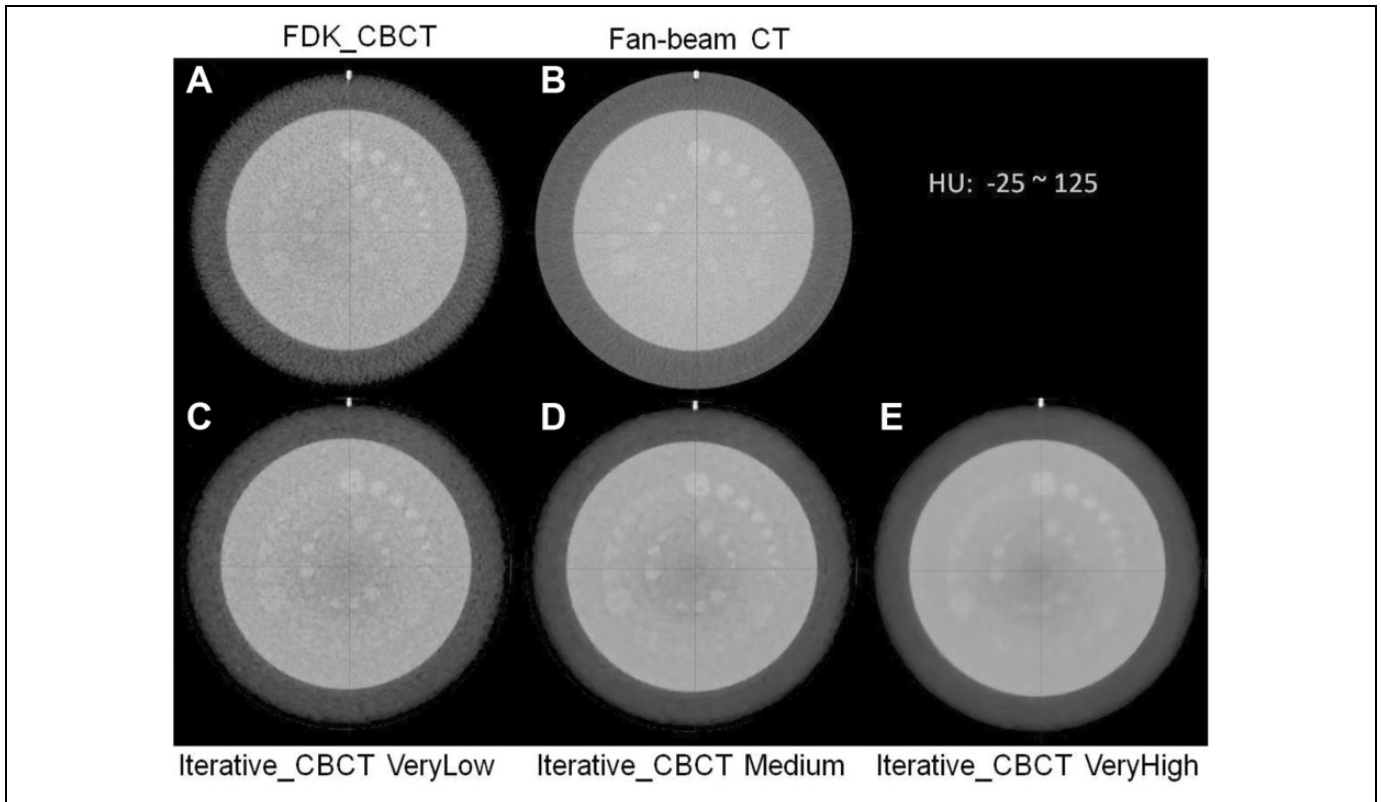 FDK_CBCT
Fan-beam CT
A
B
HU: -25 ~ 125
C
D
E
Iterative_CBCT VeryLow
Iterative_CBCT Medium
Iterative_CBCT VeryHigh